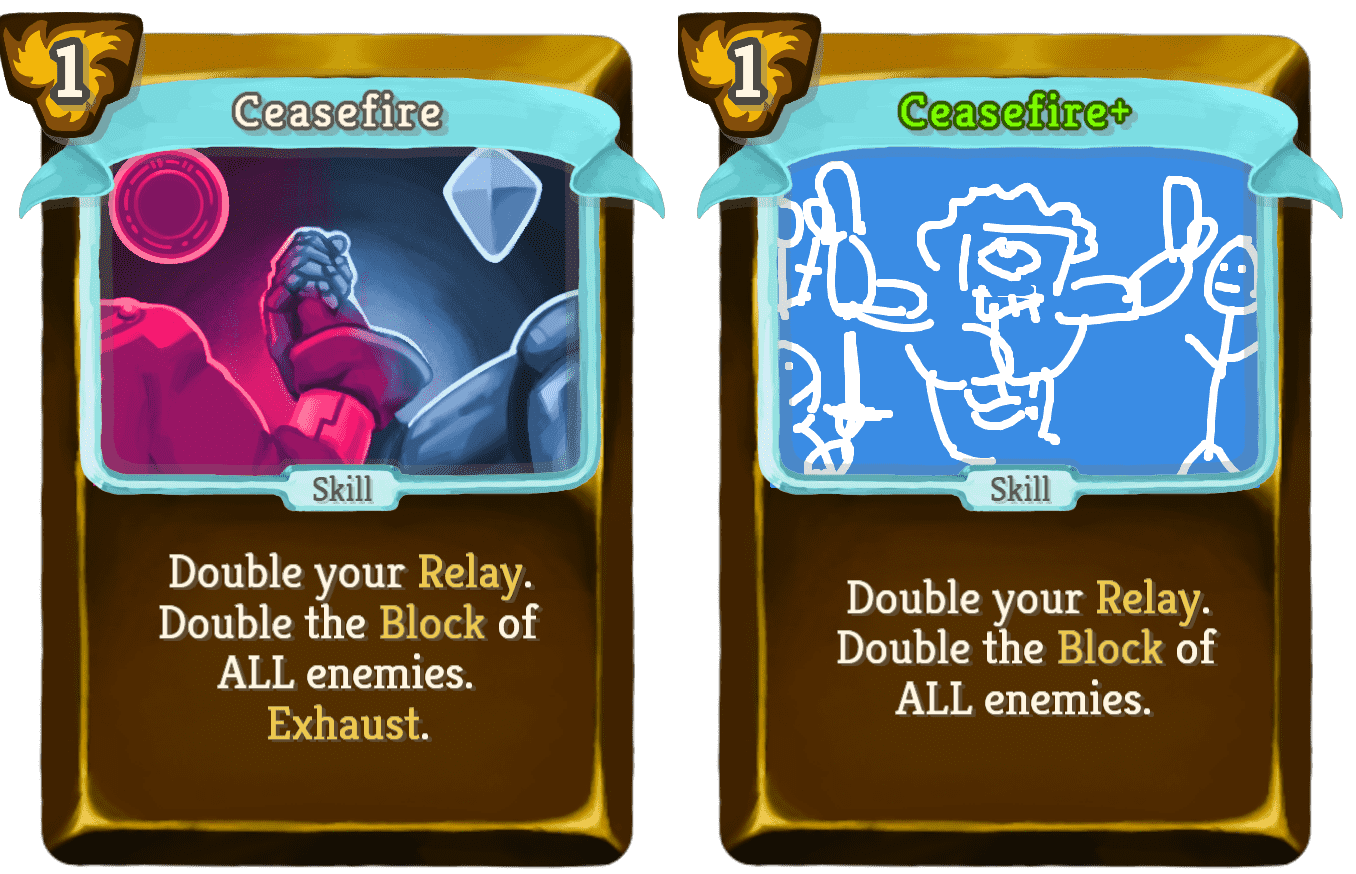 1
Ceasefire
Skill
Double your Relay.
Double the Block of
ALL enemies.
Exhaust.
1
Ceasefire+
Skill
Double your Relay.
Double the Block of
ALL enemies.